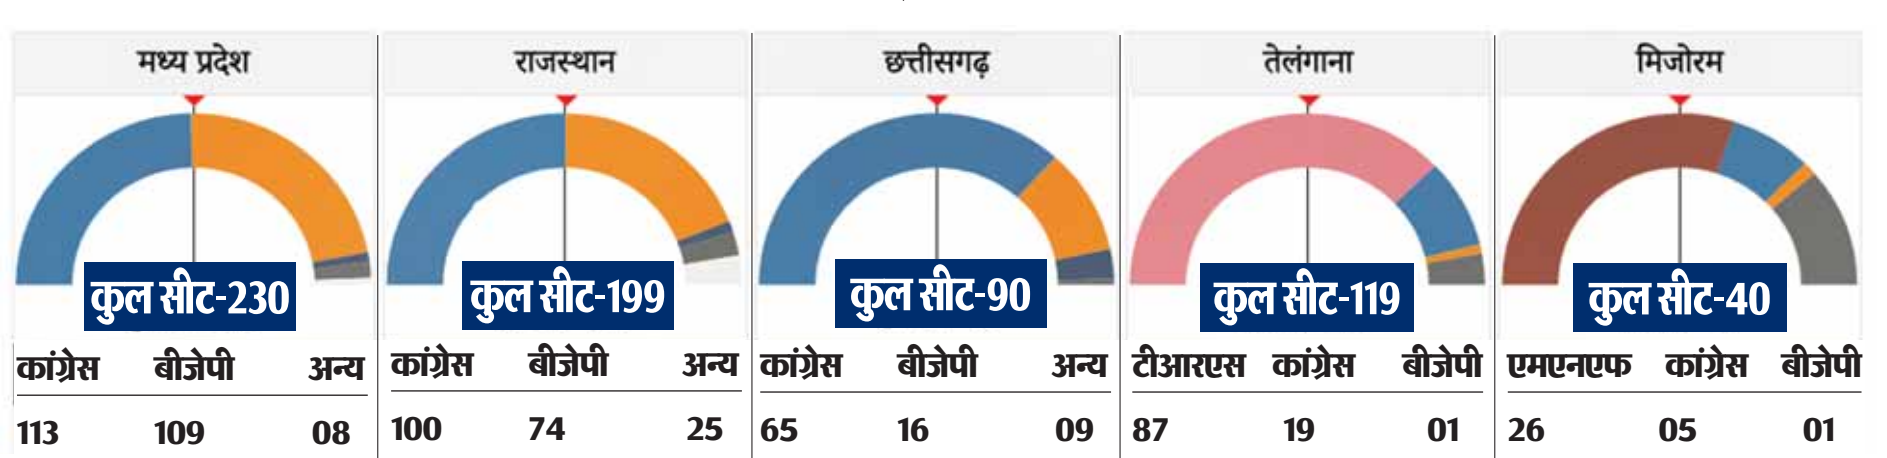 मध्य प्रदेश
कुल सीट-230
कांग्रेस बीजेपी अन्य
113 109 08
राजस्थान
कुल सीट-199
कांग्रेस बीजेपी अन्य
100 74 25
छत्तीसगढ़
कुल सीट-90
कांग्रेस बीजेपी अन्य
65 16 09
तेलंगाना
कुल सीट-119
टीआरएस कांग्रेस बीजेपी
87 19 01
मिजोरम
कुल सीट-40
एमएनएफ कांग्रेस बीजेपी
26 05 01